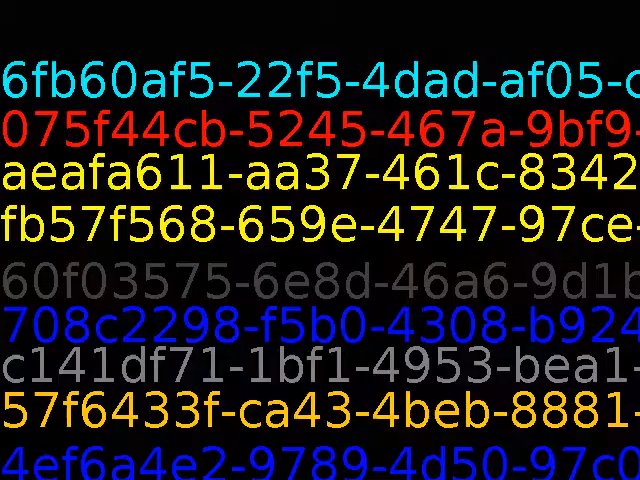 6fb60af5-22f5-4dad-af05-c
075f44cb-5245-467a-9bf9-
aeafa611-aa37-461c-8342
fb57f568-659e-4747-97ce-
60f03575-6e8d-46a6-9d1b
708c2298-f5b0-4308-b924
c141df71-1bf1-4953-bea1-
57f6433f-ca43-4beb-8881-
4ef6a4e2-9789-4d50-97c0